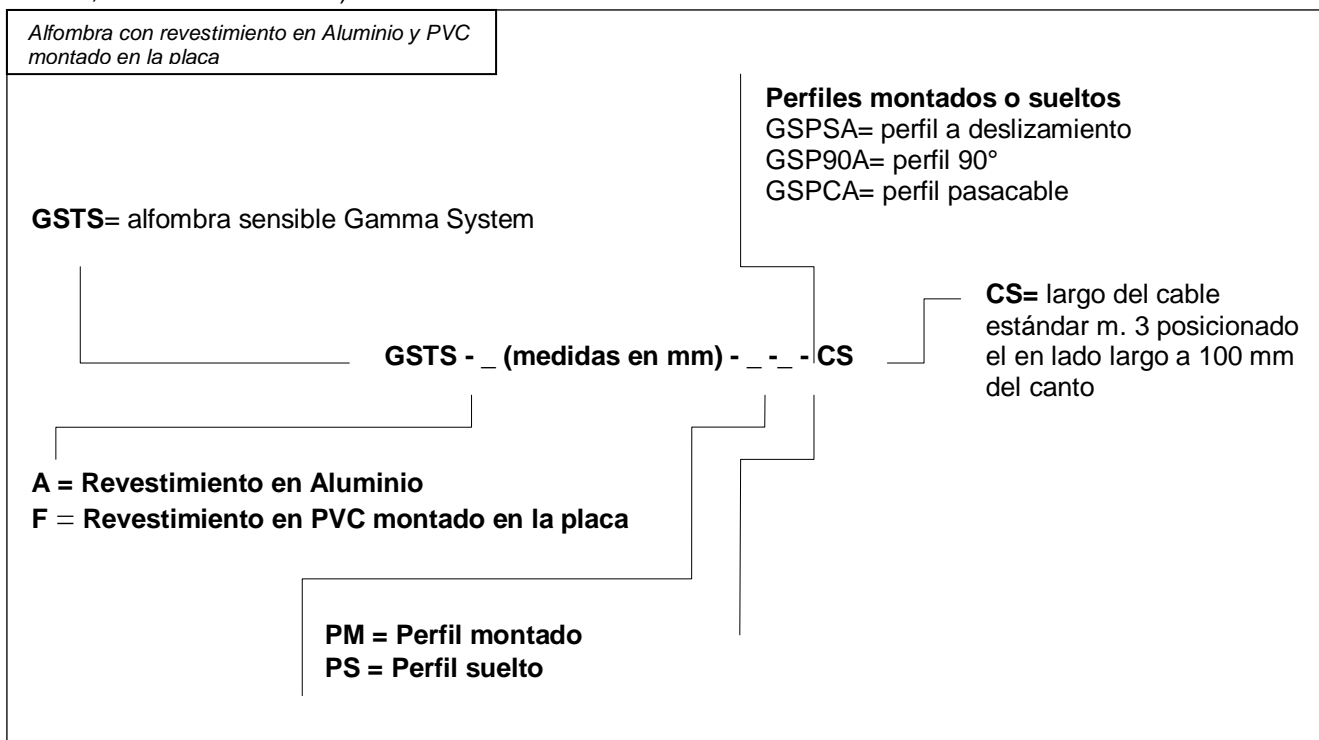 Alfombra con revestimiento en Aluminio y PVC
montado en la placa
Perfiles montados o sueltos
GSPSA= perfil a deslizamiento
GSP90A= perfil 90°
GSPCA= perfil pasacable
GSTS= alfombra sensible Gamma System
CS= largo del cable
estándar m. 3 posicionado
el en lado largo a 100 mm
del canto
GSTS - _ (medidas en mm) - _ -_ - CS
A = Revestimiento en Aluminio
F = Revestimiento en PVC montado en la placa
PM = Perfil montado
PS = Perfil suelto